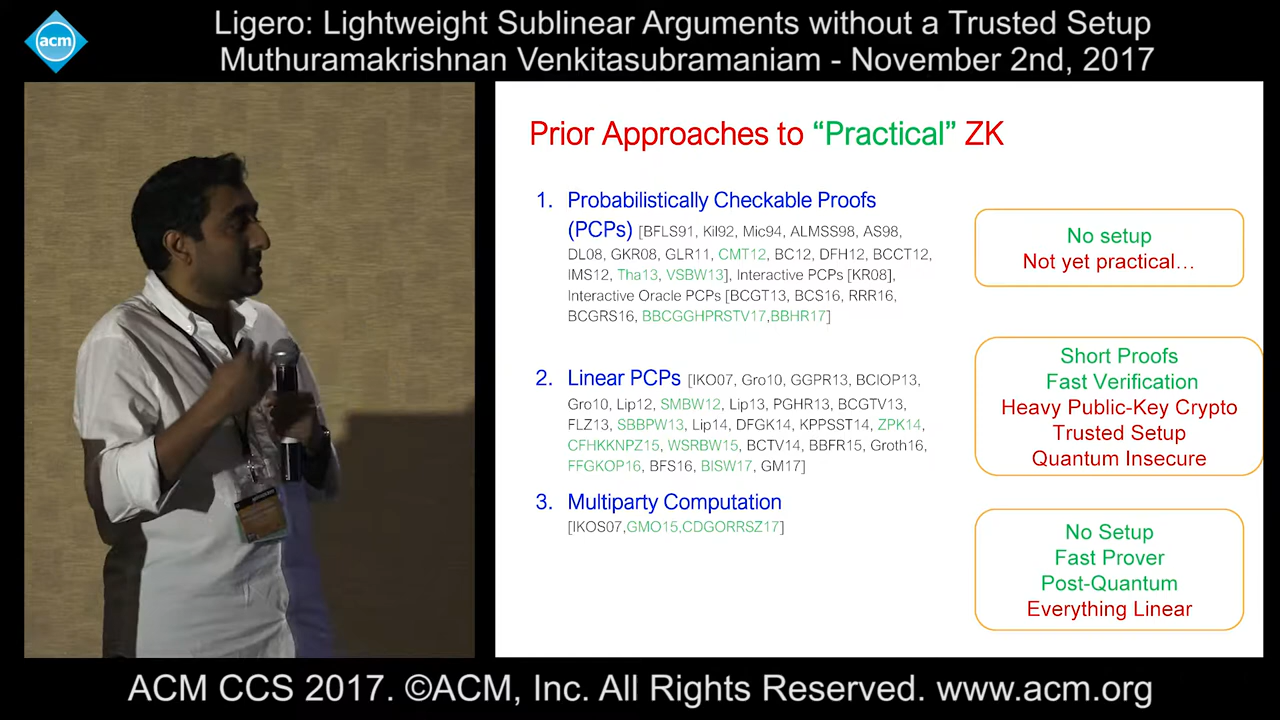 Ligero: Lightweight Sublinear Arguments without a Trusted Setup
acm
Muthuramakrishnan Venkitasubramaniam - November 2nd, 2017
Prior Approaches to “Practical” ZK
1. Probabilistically Checkable Proofs
(PCPs) [BFLS91, Kil92, Mic94, ALMSS98, AS98,
DL08, GKR08, GLR11, CMT12, BC12, DFH12, BCCT12,
IMS12, Tha13, VSBW13], Interactive PCPs [KR08],
Interactive Oracle PCPs [BCGT13, BCS16, RRR16,
BCGRS16, BBCGGHPRSTV17,BBHR17]
No setup
Not yet practical…
2. Linear PCPs [IKO07, Gro10, GGPR13, BCIOP13,
Gro10, Lip12, SMBW12, Lip13, PGHR13, BCGTV13,
FLZ13, SBBPW13, Lip14, DFGK14, KPPSST14, ZPK14,
CFHKKNPZ15, WSRBW15, BCTV14, BBFR15, Groth16,
FFGKOP16, BFS16, BISW17, GM17]
Short Proofs
Fast Verification
Heavy Public-Key Crypto
Trusted Setup
Quantum Insecure
3. Multiparty Computation
[IKOS07,GMO15,CDGORRSZ17]
No Setup
Fast Prover
Post-Quantum
Everything Linear
ACM CCS 2017. ©ACM, Inc. All Rights Reserved. www.acm.org